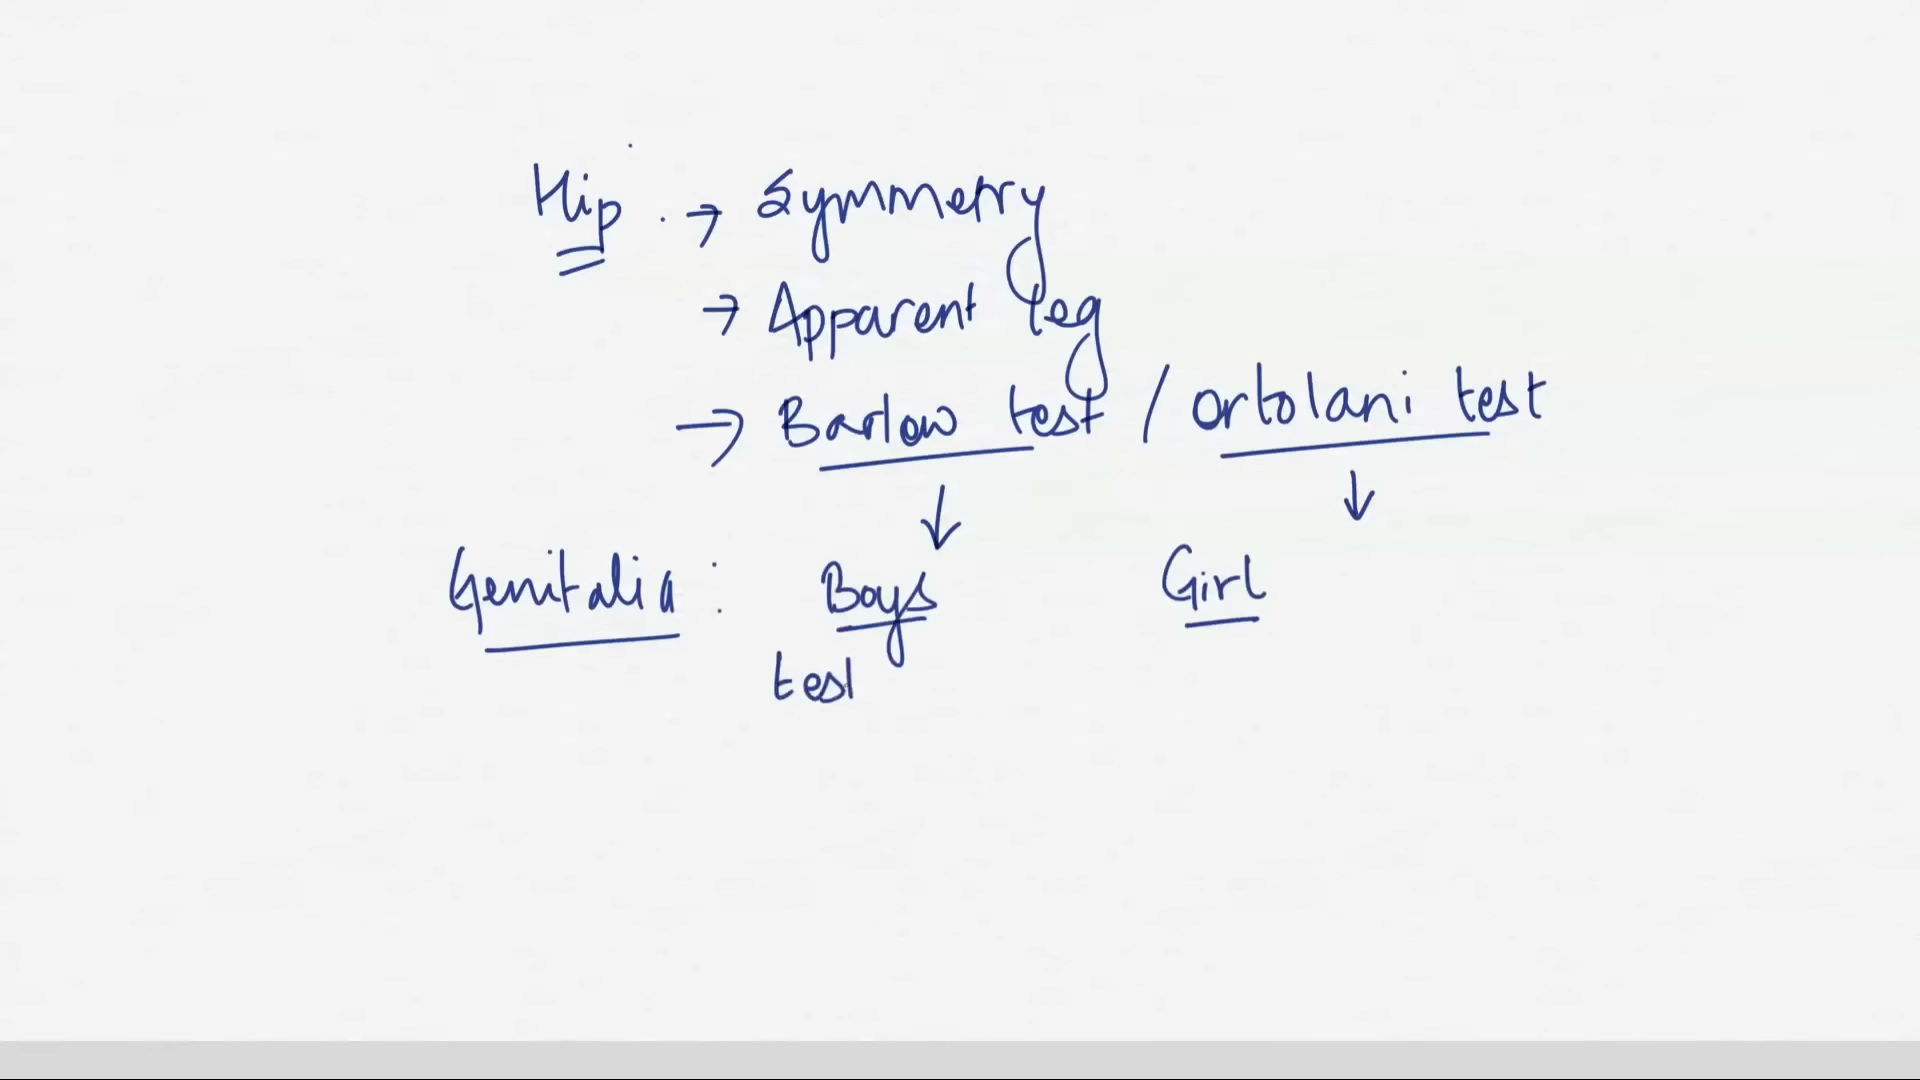 Hip . → Symmetry
→ Apparent leg
→ Barlow test / Ortolani test
↓ ↓
Genitalia : Boys Girl
test